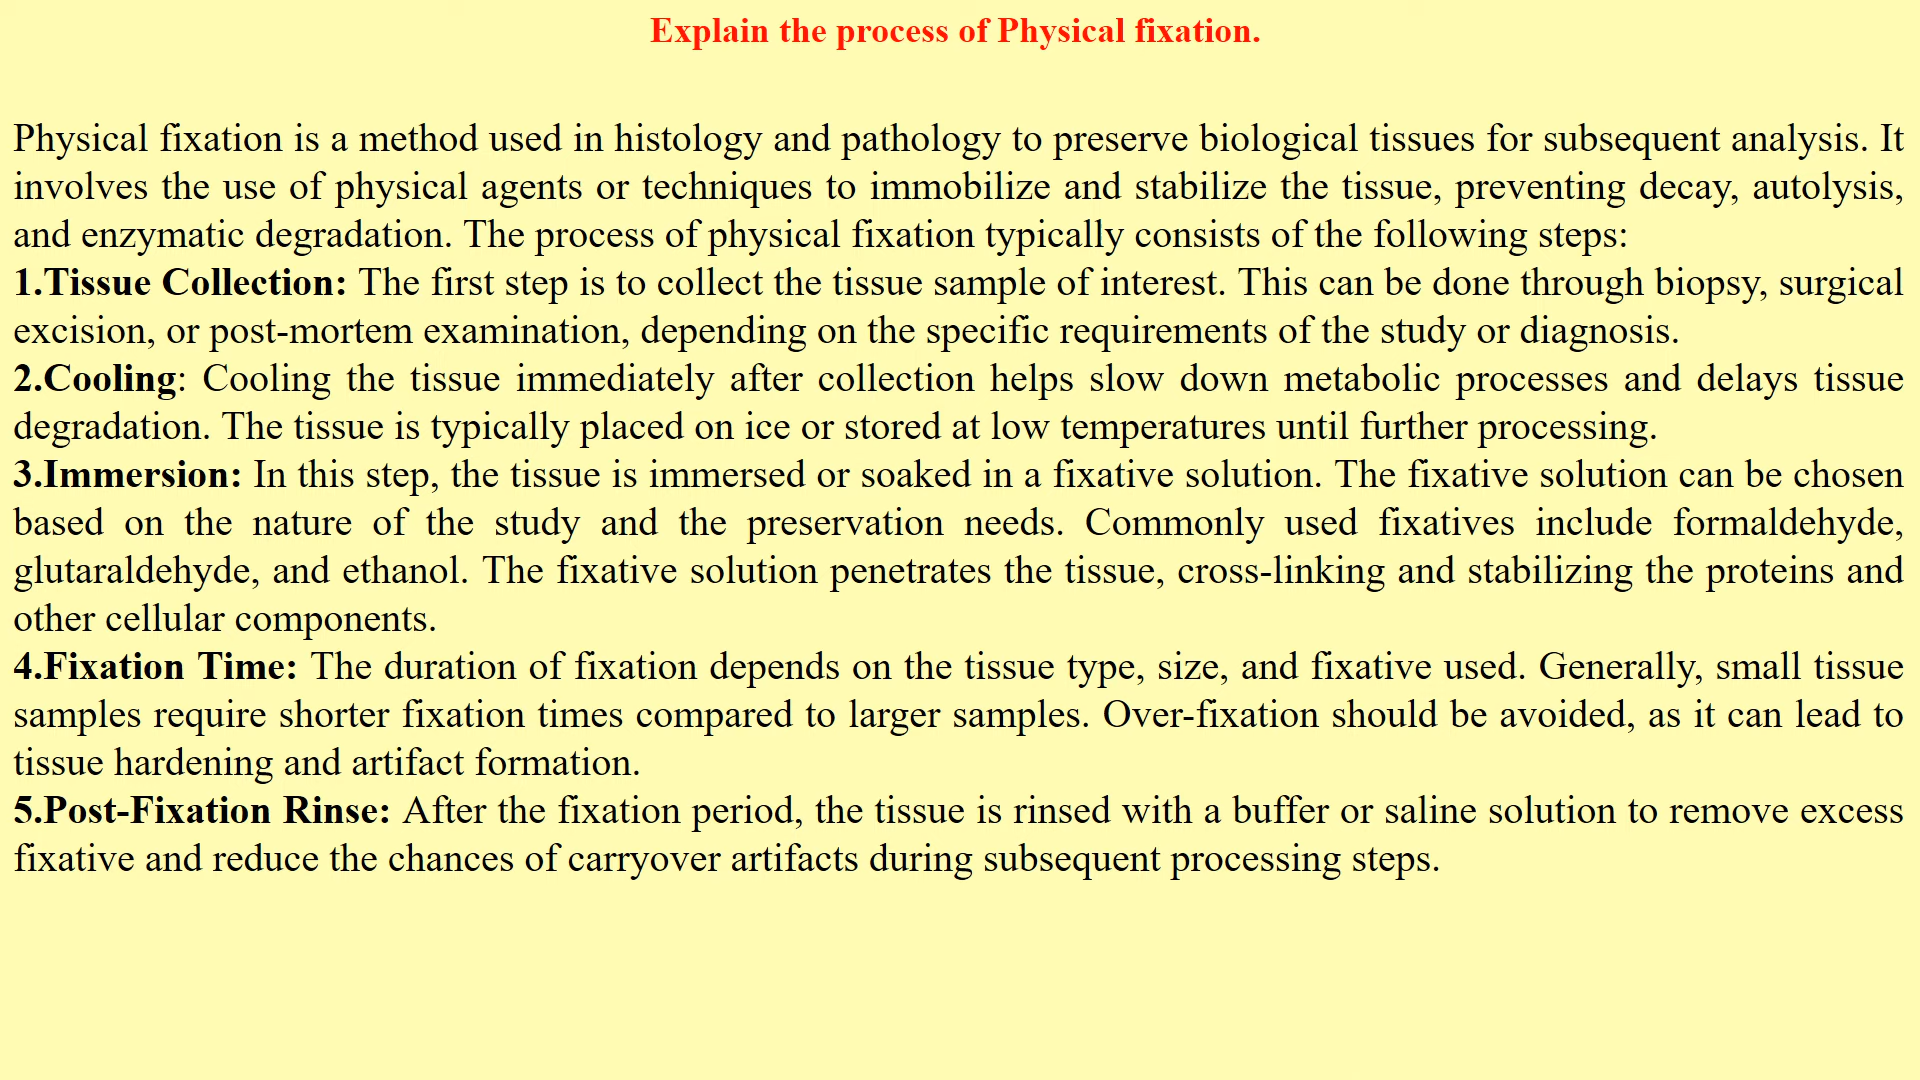 Explain the process of Physical fixation.
Physical fixation is a method used in histology and pathology to preserve biological tissues for subsequent analysis. It
involves the use of physical agents or techniques to immobilize and stabilize the tissue, preventing decay, autolysis,
and enzymatic degradation. The process of physical fixation typically consists of the following steps:
1.Tissue Collection: The first step is to collect the tissue sample of interest. This can be done through biopsy, surgical
excision, or post-mortem examination, depending on the specific requirements of the study or diagnosis.
2.Cooling: Cooling the tissue immediately after collection helps slow down metabolic processes and delays tissue
degradation. The tissue is typically placed on ice or stored at low temperatures until further processing.
3.Immersion: In this step, the tissue is immersed or soaked in a fixative solution. The fixative solution can be chosen
based on the nature of the study and the preservation needs. Commonly used fixatives include formaldehyde,
glutaraldehyde, and ethanol. The fixative solution penetrates the tissue, cross-linking and stabilizing the proteins and
other cellular components.
4.Fixation Time: The duration of fixation depends on the tissue type, size, and fixative used. Generally, small tissue
samples require shorter fixation times compared to larger samples. Over-fixation should be avoided, as it can lead to
tissue hardening and artifact formation.
5.Post-Fixation Rinse: After the fixation period, the tissue is rinsed with a buffer or saline solution to remove excess
fixative and reduce the chances of carryover artifacts during subsequent processing steps.